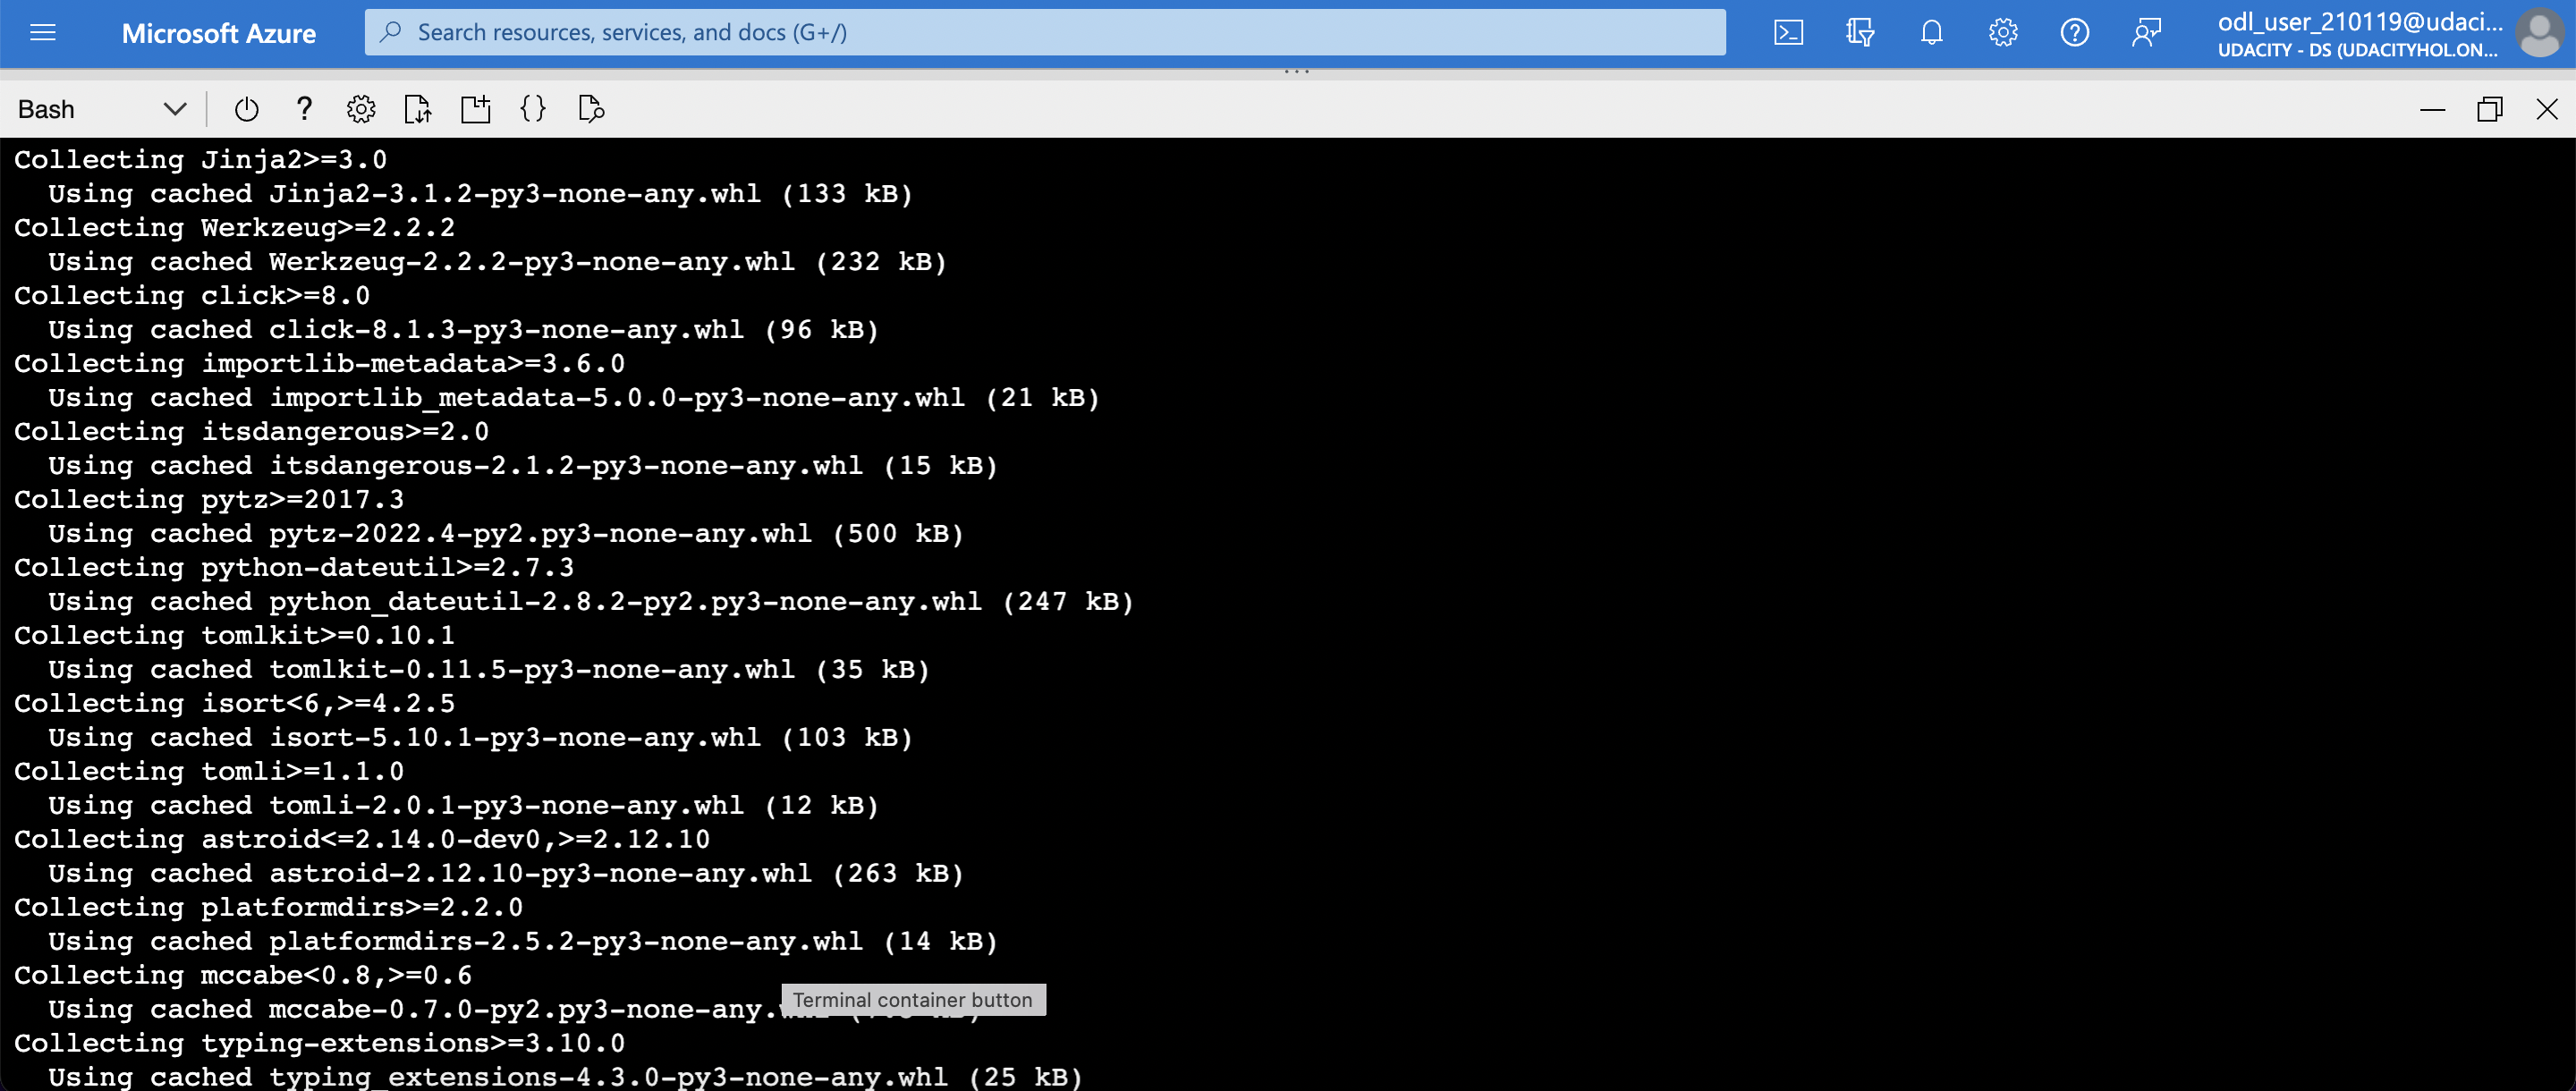 Microsoft Azure
Search resources, services, and docs (G+/)
odl_user_210119@udaci...
UDACITY - DS (UDACITYHOL.ON...
Bash
Collecting Jinja2>=3.0
Using cached Jinja2-3.1.2-py3-none-any.whl (133 kB)
Collecting Werkzeug>=2.2.2
Using cached Werkzeug-2.2.2-py3-none-any.whl (232 kB)
Collecting click>=8.0
Using cached click-8.1.3-py3-none-any.whl (96 kB)
Collecting importlib-metadata>=3.6.0
Using cached importlib_metadata-5.0.0-py3-none-any.whl (21 kB)
Collecting itsdangerous>=2.0
Using cached itsdangerous-2.1.2-py3-none-any.whl (15 kB)
Collecting pytz>=2017.3
Using cached pytz-2022.4-py2.py3-none-any.whl (500 kB)
Collecting python-dateutil>=2.7.3
Using cached python_dateutil-2.8.2-py2.py3-none-any.whl (247 kB)
Collecting tomlkit>=0.10.1
Using cached tomlkit-0.11.5-py3-none-any.whl (35 kB)
Collecting isort<6,>=4.2.5
Using cached isort-5.10.1-py3-none-any.whl (103 kB)
Collecting tomli>=1.1.0
Using cached tomli-2.0.1-py3-none-any.whl (12 kB)
Collecting astroid<=2.14.0-dev0,>=2.12.10
Using cached astroid-2.12.10-py3-none-any.whl (263 kB)
Collecting platformdirs>=2.2.0
Using cached platformdirs-2.5.2-py3-none-any.whl (14 kB)
Collecting mccabe<0.8,>=0.6
Using cached mccabe-0.7.0-py2.py3-none-any.
Terminal container button
Collecting typing-extensions>=3.10.0
Using cached typing_extensions-4.3.0-py3-none-any.whl (25 kB)